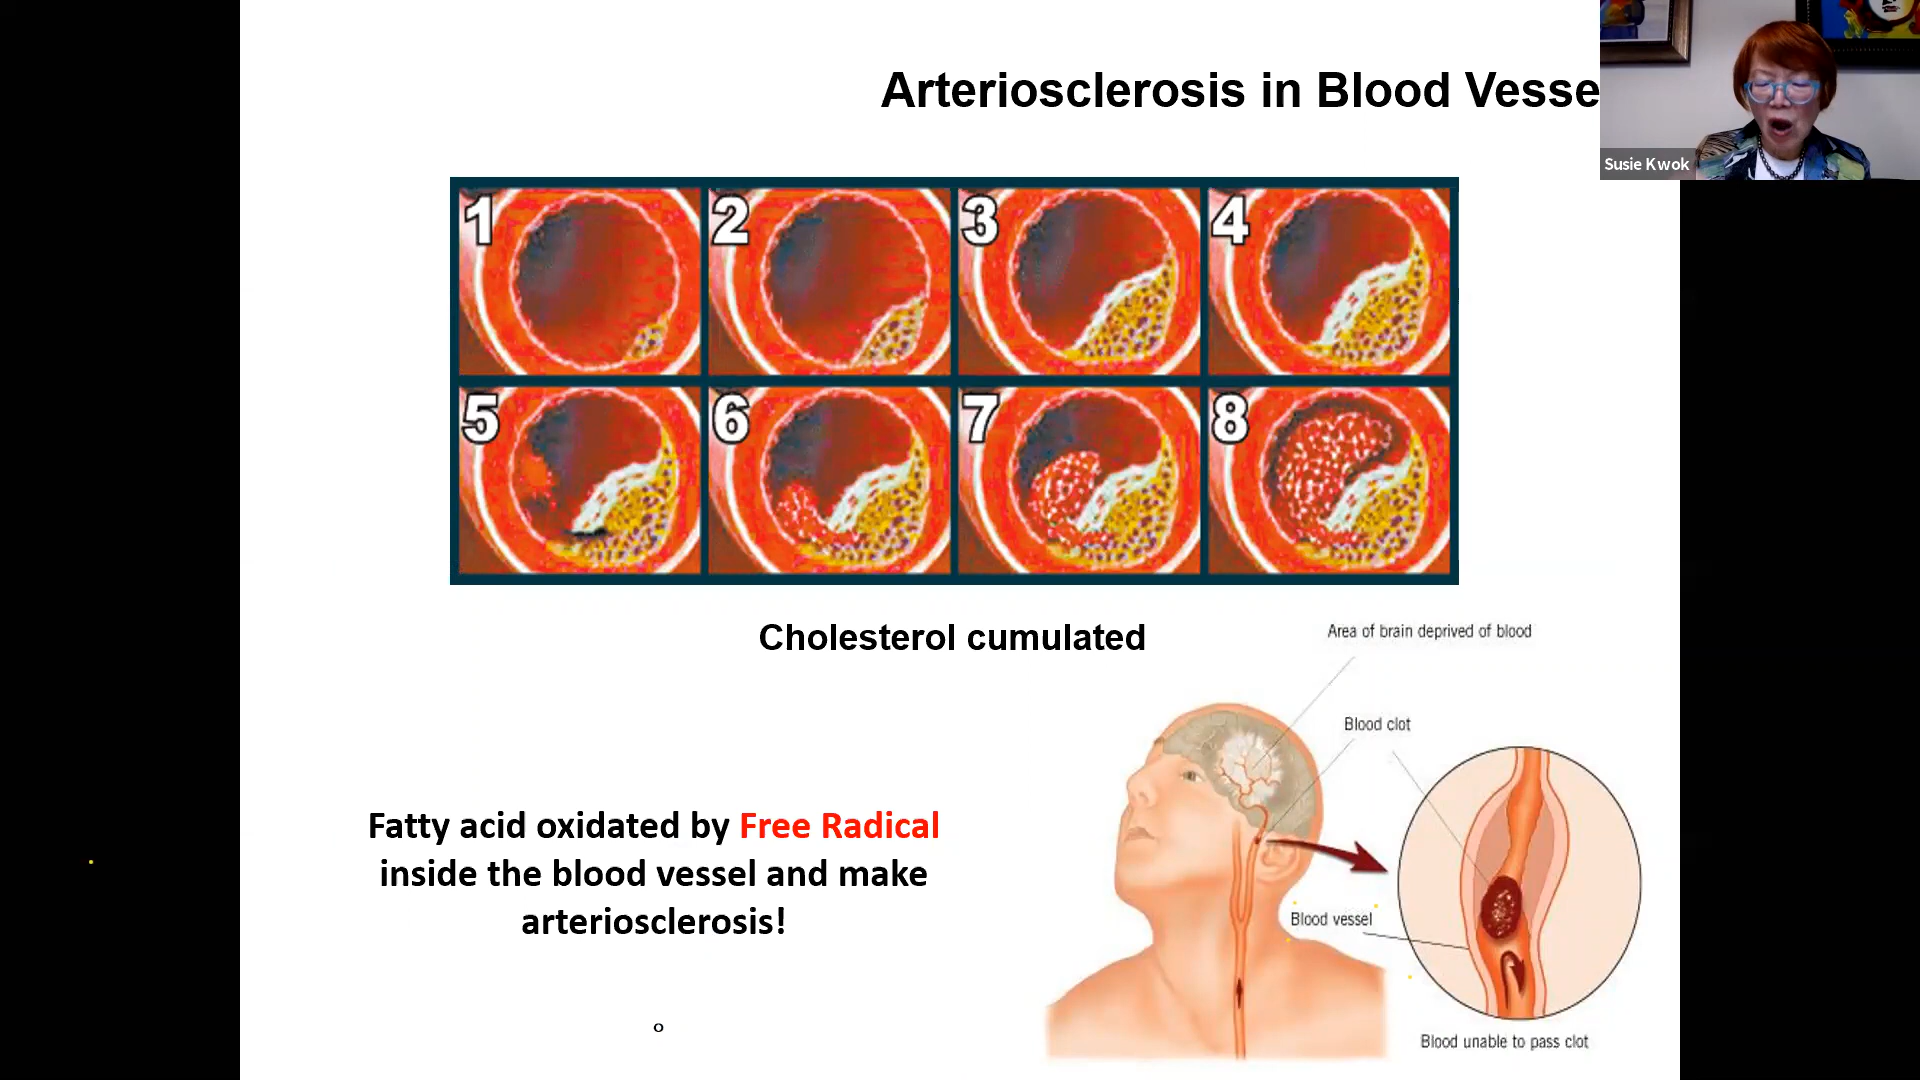 Arteriosclerosis in Blood Vesse
Susie Kwok
1
2
3
4
5
6
7
8
Cholesterol cumulated
Area of brain deprived of blood
Blood clot
Fatty acid oxidated by Free Radical
inside the blood vessel and make
arteriosclerosis!
Blood vessel
Blood unable to pass clot